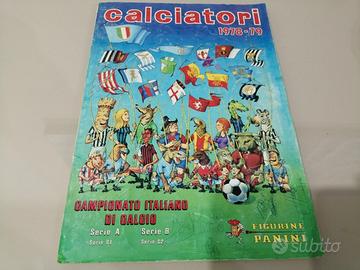 calciatori
1978-79
CAMPIONATO ITALIANO
DI CALCIO
Serie A Serie B
Serie C1 Serie C2
FIGURINE
PANINI
subito